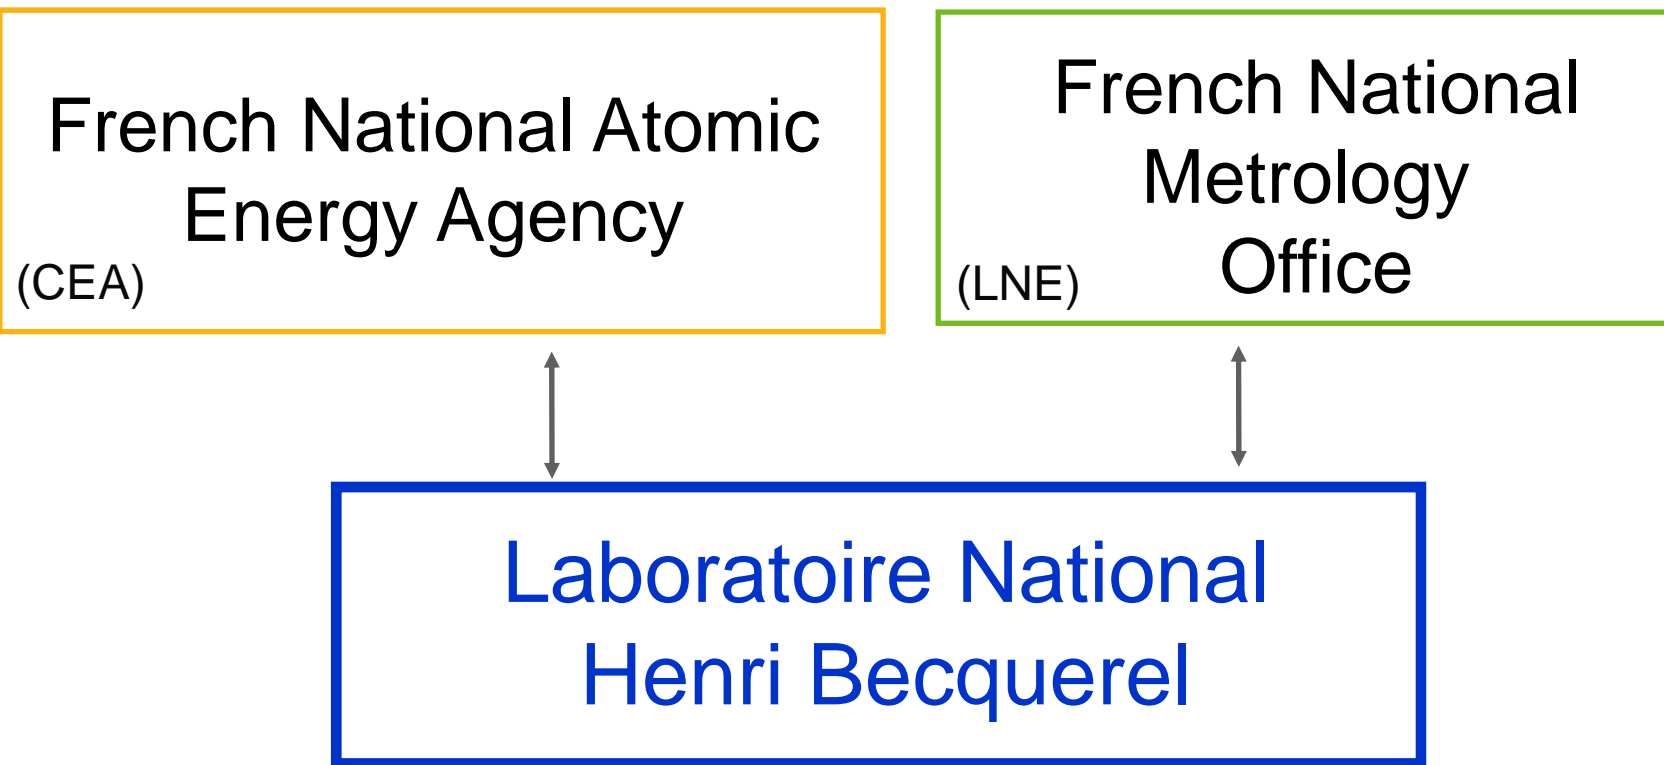 French National Atomic
Energy Agency
(CEA)
French National
Metrology
Office
(LNE)
Laboratoire National
Henri Becquerel